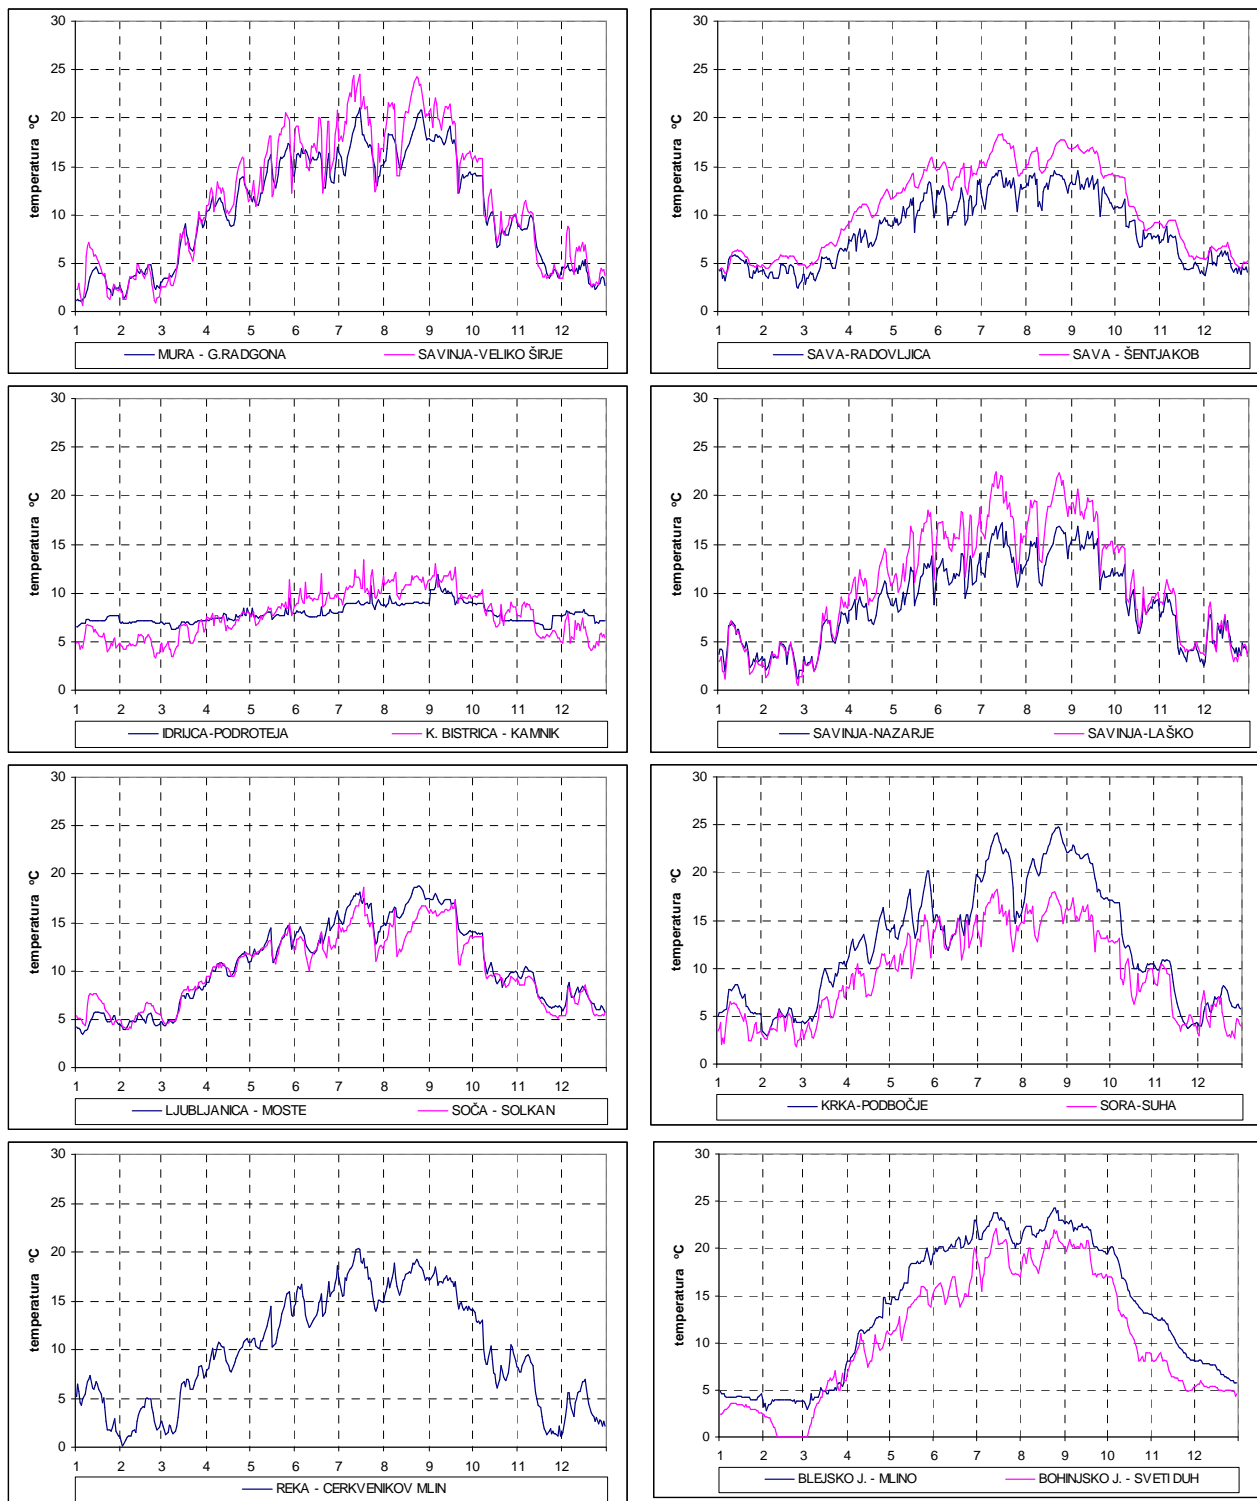 30
25
20
15
10
5
0
temperatura °C
1 2 3 4 5 6 7 8 9 10 11 12
MURA - G.RADGONA SAVINJA-VELIKO ŠIRJE
30
25
20
15
10
5
0
temperatura °C
1 2 3 4 5 6 7 8 9 10 11 12
SAVA-RADOVLJICA SAVA - ŠENTJAKOB
30
25
20
15
10
5
0
temperatura °C
1 2 3 4 5 6 7 8 9 10 11 12
IDRIJCA-PODROTEJA K. BISTRICA - KAMNIK
30
25
20
15
10
5
0
temperatura °C
1 2 3 4 5 6 7 8 9 10 11 12
SAVINJA-NAZARJE SAVINJA-LAŠKO
30
25
20
15
10
5
0
temperatura °C
1 2 3 4 5 6 7 8 9 10 11 12
LJUBLJANICA - MOSTE SOČA - SOLKAN
30
25
20
15
10
5
0
temperatura °C
1 2 3 4 5 6 7 8 9 10 11 12
KRKA-PODBOČJE SORA-SUHA
30
25
20
15
10
5
0
temperatura °C
1 2 3 4 5 6 7 8 9 10 11 12
REKA - CERKVENIKOV MLIN
30
25
20
15
10
5
0
temperatura °C
1 2 3 4 5 6 7 8 9 10 11 12
BLEJSKO J. - MLINO BOHINJSKO J. - SVETI DUH